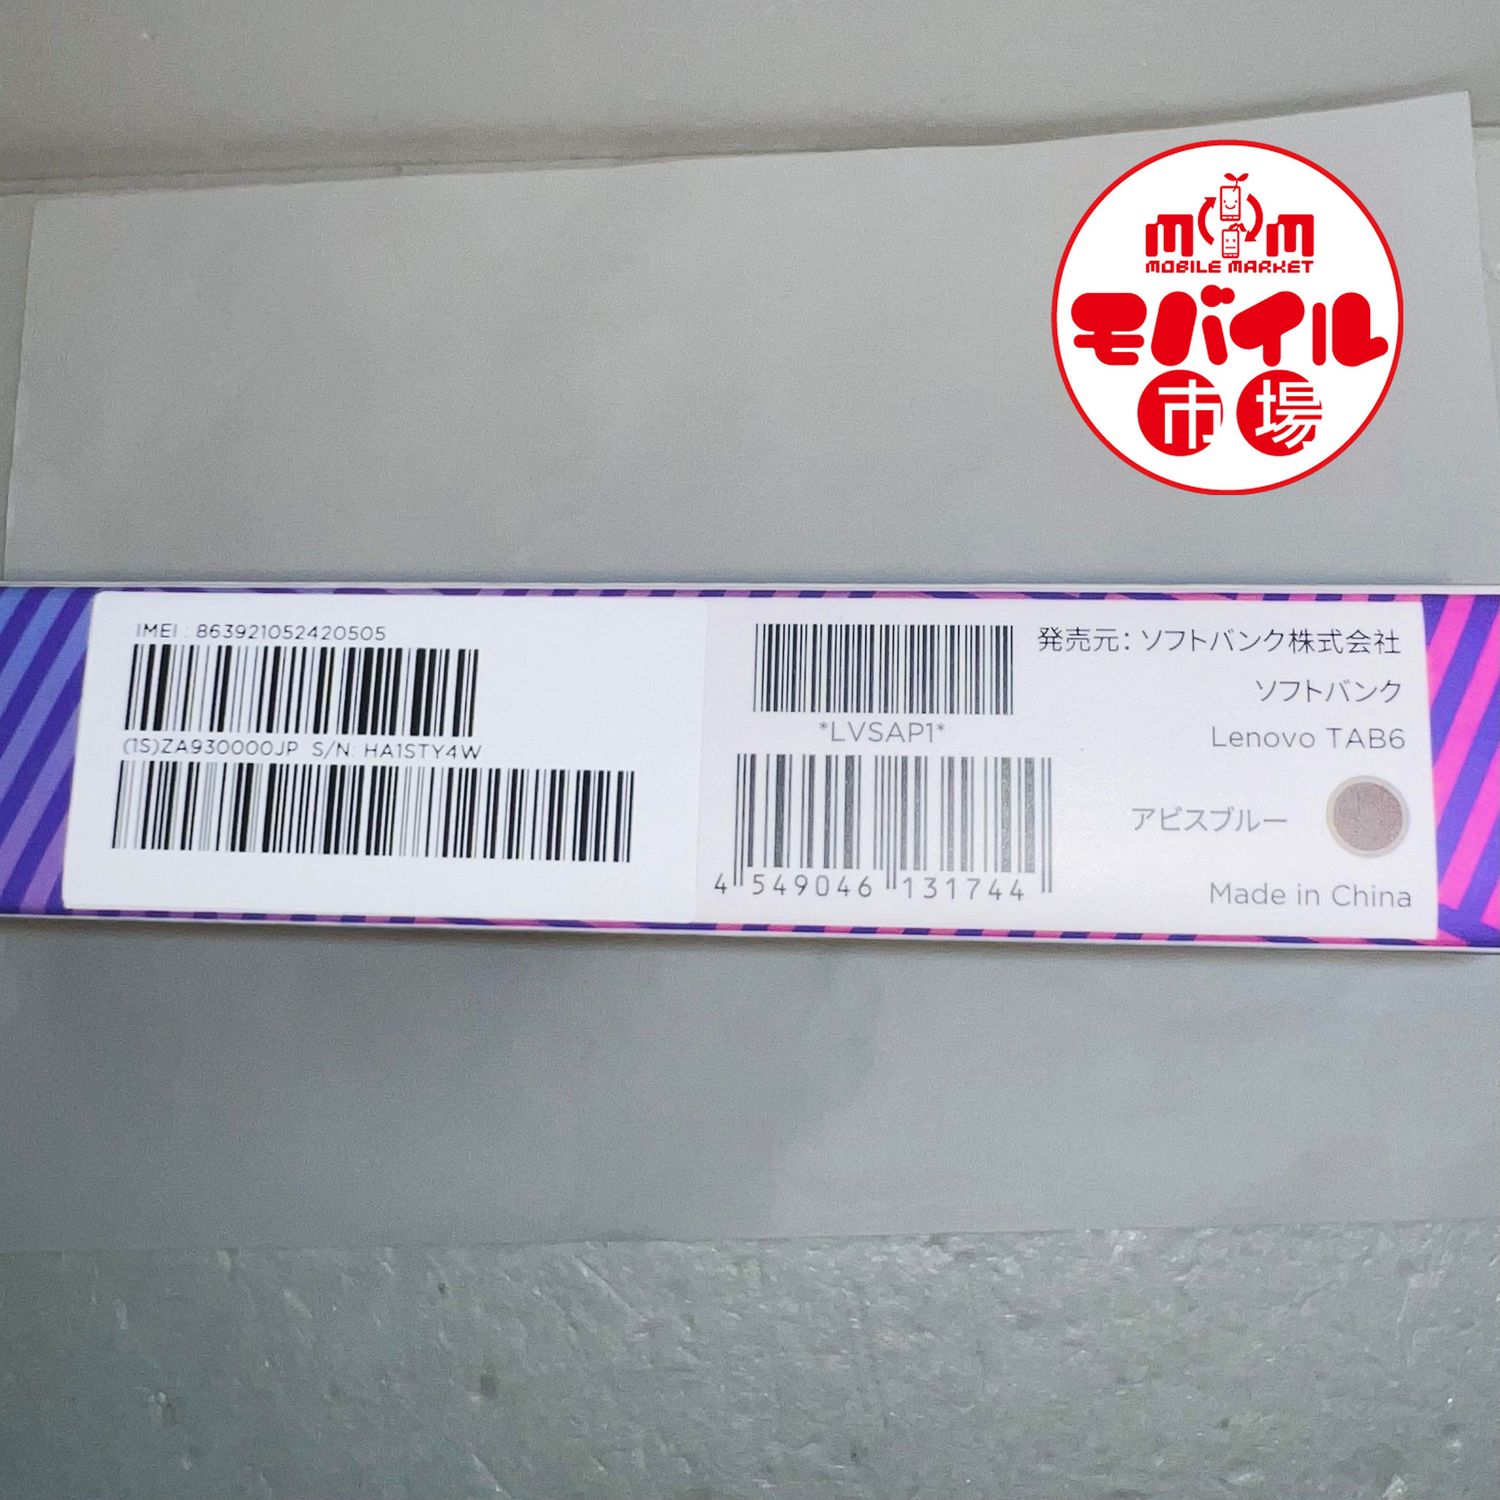 MOBILE MARKET
モバイル
市場
IMEI : 863921052420505
(1S)ZA930000JP S/N: HA1STY4W
*LVSAP1*
4 549046 131744
発売元: ソフトバンク株式会社
ソフトバンク
Lenovo TAB6
アビスブルー
Made in China